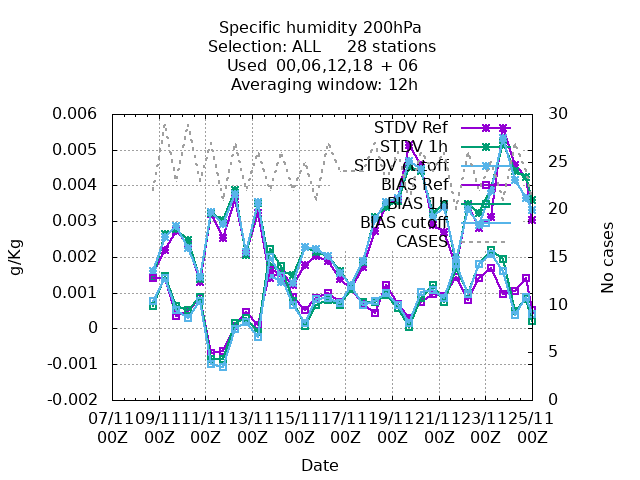 Specific humidity 200hPa
Selection: ALL 28 stations
Used 00,06,12,18 + 06
Averaging window: 12h
0.006
0.005
0.004
0.003
0.002
0.001
0
-0.001
-0.002
g/Kg
STDV Ref
STDV 1h
STDV cutoff
BIAS Ref
BIAS 1h
BIAS cutoff
CASES
30
25
20
15
10
5
0
No cases
07/11 09/11 11/11 13/11 15/11 17/11 19/11 21/11 23/11 25/11
00Z 00Z 00Z 00Z 00Z 00Z 00Z 00Z 00Z 00Z
Date